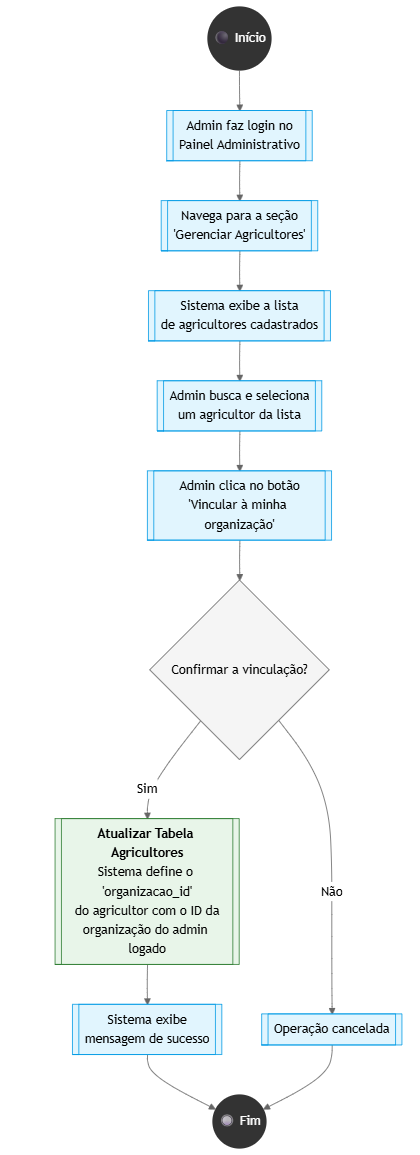 Início
Admin faz login no
Painel Administrativo
Navega para a seção
'Gerenciar Agricultores'
Sistema exibe a lista
de agricultores cadastrados
Admin busca e seleciona
um agricultor da lista
Admin clica no botão
'Vincular à minha
organização'
Confirmar a vinculação?
Sim
Atualizar Tabela
Agricultores
Sistema define o
'organizacao_id'
do agricultor com o ID da
organização do admin
logado
Não
Sistema exibe
mensagem de sucesso
Operação cancelada
Fim